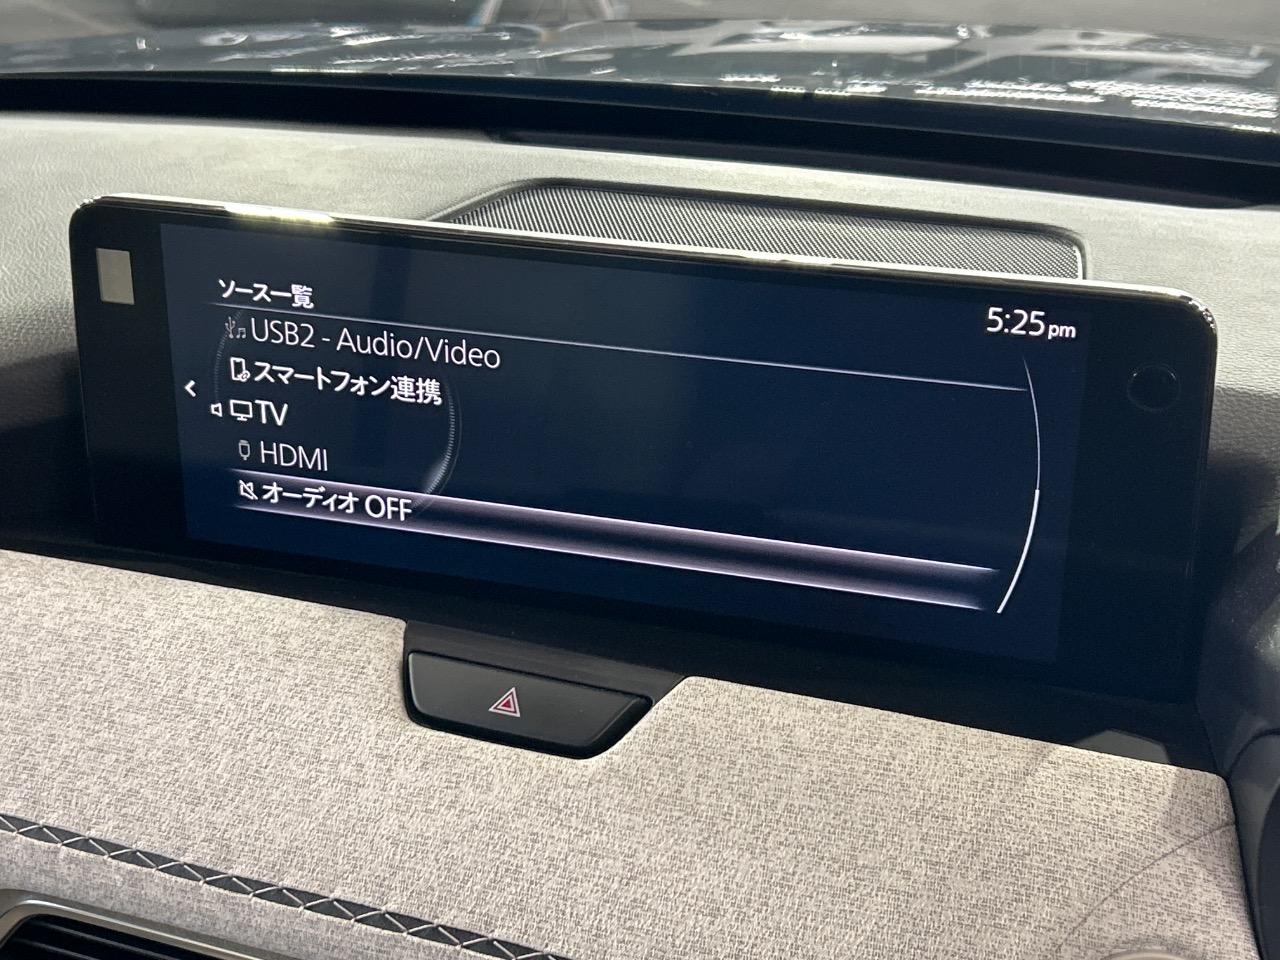 ソース一覧
5:25pm
USB2 - Audio/Video
スマートフォン連携
TV
HDMI
オーディオ OFF